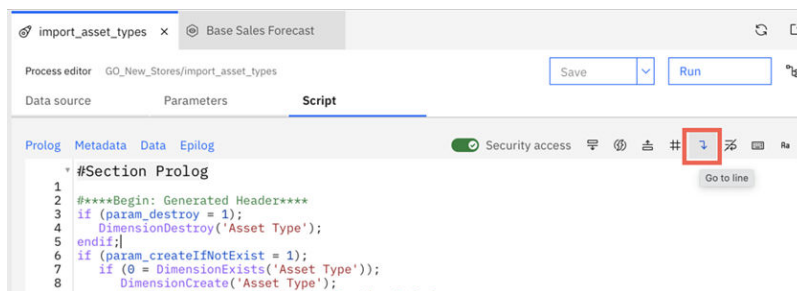 import_asset_types × Base Sales Forecast
Process editor GO_New_Stores/import_asset_types Save Run
Data source Parameters Script
Prolog Metadata Data Epilog Security access # Ra
Go to line
#Section Prolog
1
2 #****Begin: Generated Header****
3 if (param_destroy = 1);
4 DimensionDestroy('Asset Type');
5 endif;
6 if (param_createIfNotExist = 1);
7 if (0 = DimensionExists('Asset Type'));
8 DimensionCreate('Asset Type');